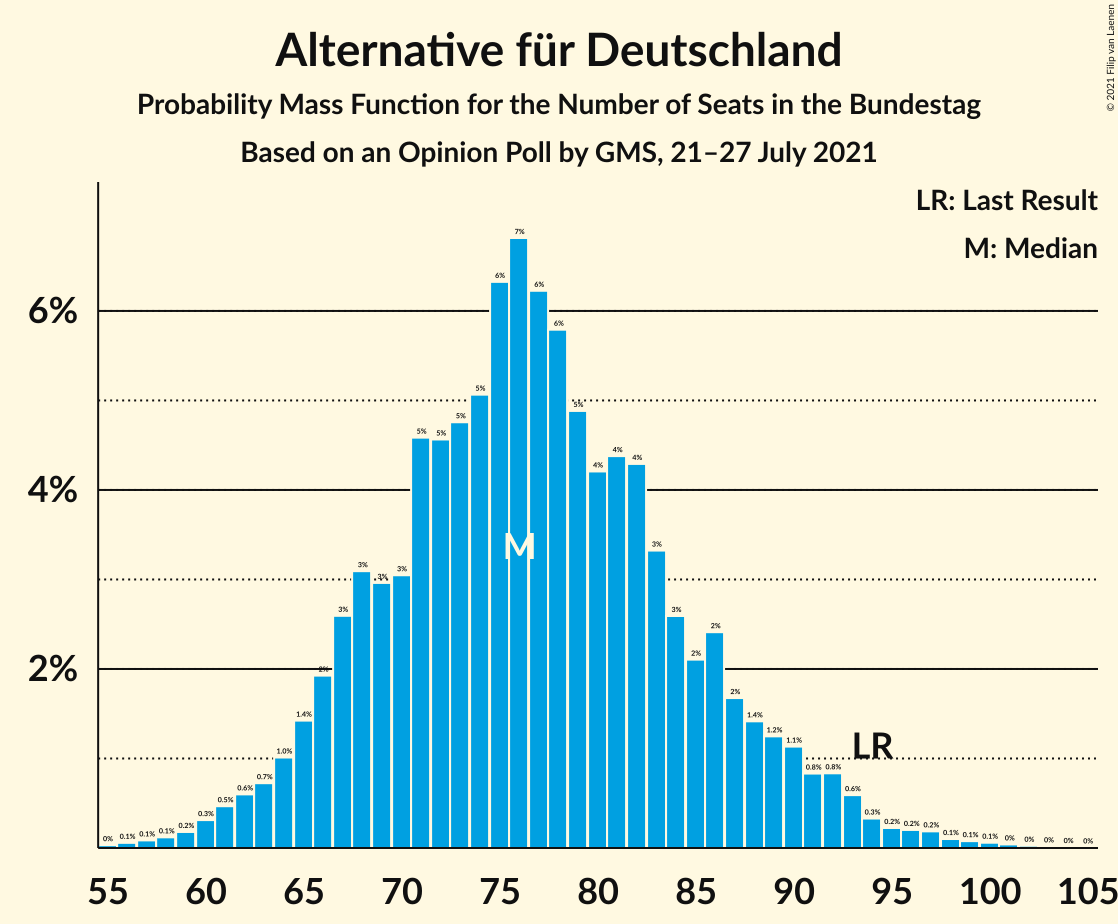 Alternative für Deutschland
Probability Mass Function for the Number of Seats in the Bundestag
Based on an Opinion Poll by GMS, 21–27 July 2021
© 2021 Filip van Laenen
LR: Last Result
M: Median
6%
4%
2%
0% 0.1% 0.1% 0.1% 0.2% 0.3% 0.5% 0.6% 0.7% 1.0% 1.4% 2% 3% 3% 3% 3% 5% 5% 5% 5% 6% 7% 6% 6% 5% 4% 4% 4% 3% 3% 2% 2% 2% 1.4% 1.2% 1.1% 0.8% 0.8% 0.6% 0.3% 0.2% 0.2% 0.2% 0.1% 0.1% 0.1% 0% 0% 0% 0% 0%
M
LR
55 60 65 70 75 80 85 90 95 100 105